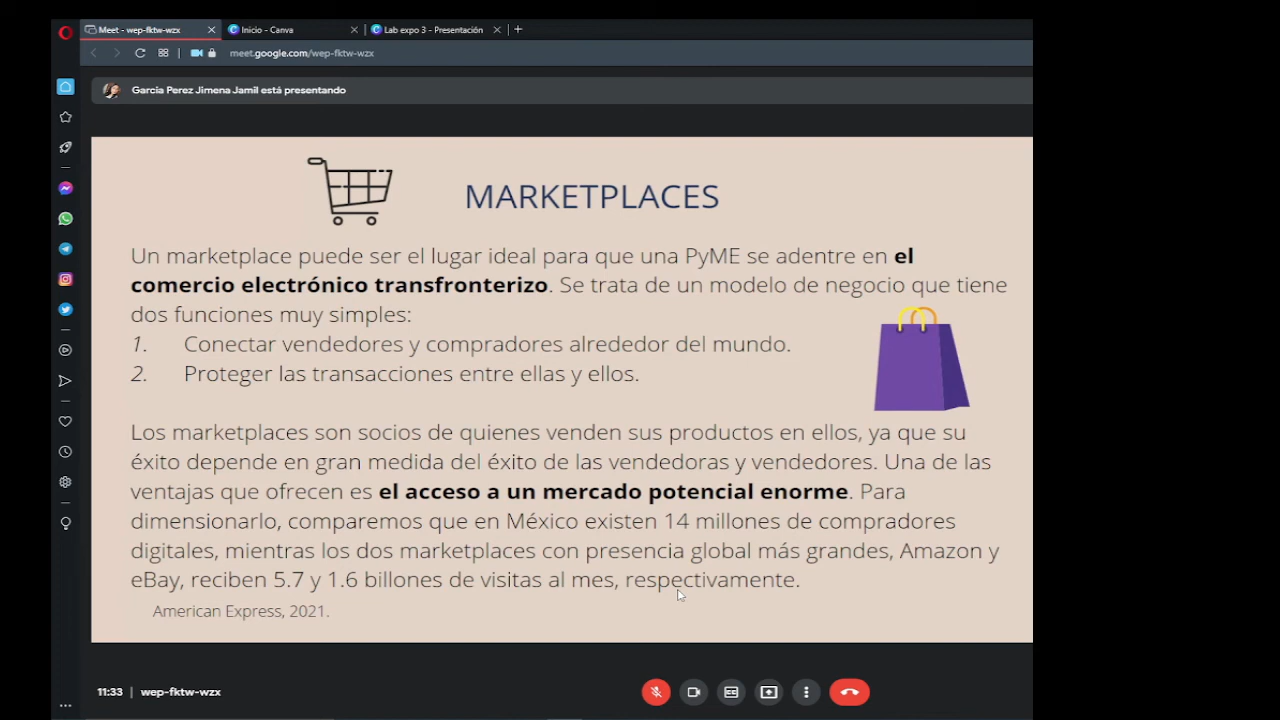 Meet - wep-fktw-wzx
Inicio - Canva
Lab expo 3 - Presentación
meet.google.com/wep-fktw-wzx
Garcia Perez Jimena Jamil está presentando
MARKETPLACES
Un marketplace puede ser el lugar ideal para que una PyME se adentre en el
comercio electrónico transfronterizo. Se trata de un modelo de negocio que tiene
dos funciones muy simples:
1. Conectar vendedores y compradores alrededor del mundo.
2. Proteger las transacciones entre ellas y ellos.
Los marketplaces son socios de quienes venden sus productos en ellos, ya que su
éxito depende en gran medida del éxito de las vendedoras y vendedores. Una de las
ventajas que ofrecen es el acceso a un mercado potencial enorme. Para
dimensionarlo, comparemos que en México existen 14 millones de compradores
digitales, mientras los dos marketplaces con presencia global más grandes, Amazon y
eBay, reciben 5.7 y 1.6 billones de visitas al mes, respectivamente.
American Express, 2021.
11:33 | wep-fktw-wzx